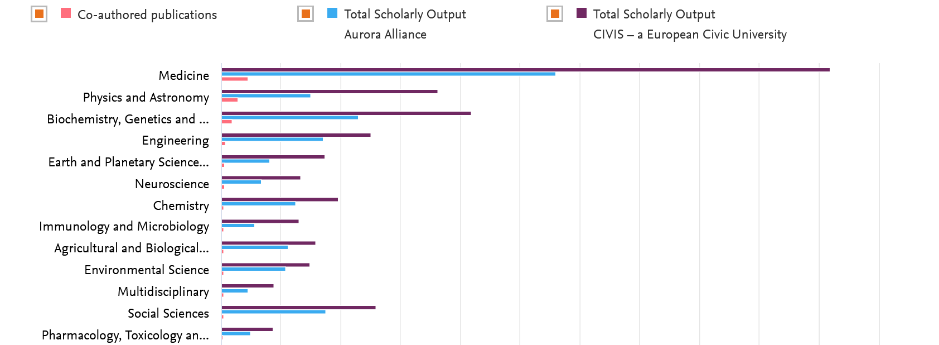 Co-authored publications
Total Scholarly Output
Aurora Alliance
Total Scholarly Output
CIVIS – a European Civic University
Medicine
Physics and Astronomy
Biochemistry, Genetics and ...
Engineering
Earth and Planetary Science...
Neuroscience
Chemistry
Immunology and Microbiology
Agricultural and Biological...
Environmental Science
Multidisciplinary
Social Sciences
Pharmacology, Toxicology an...